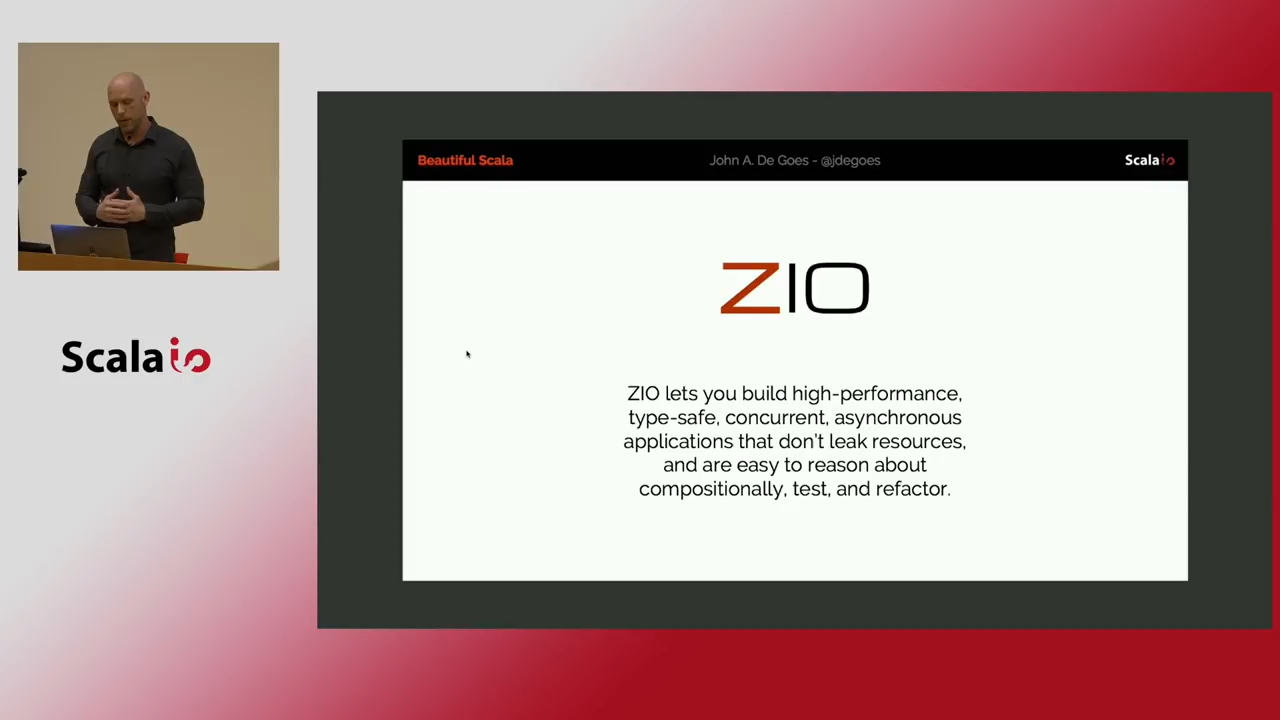 Beautiful Scala
John A. De Goes - @jdegoes
Scalaio
ZIO
Scalaio
ZIO lets you build high-performance,
type-safe, concurrent, asynchronous
applications that don't leak resources,
and are easy to reason about
compositionally, test, and refactor.